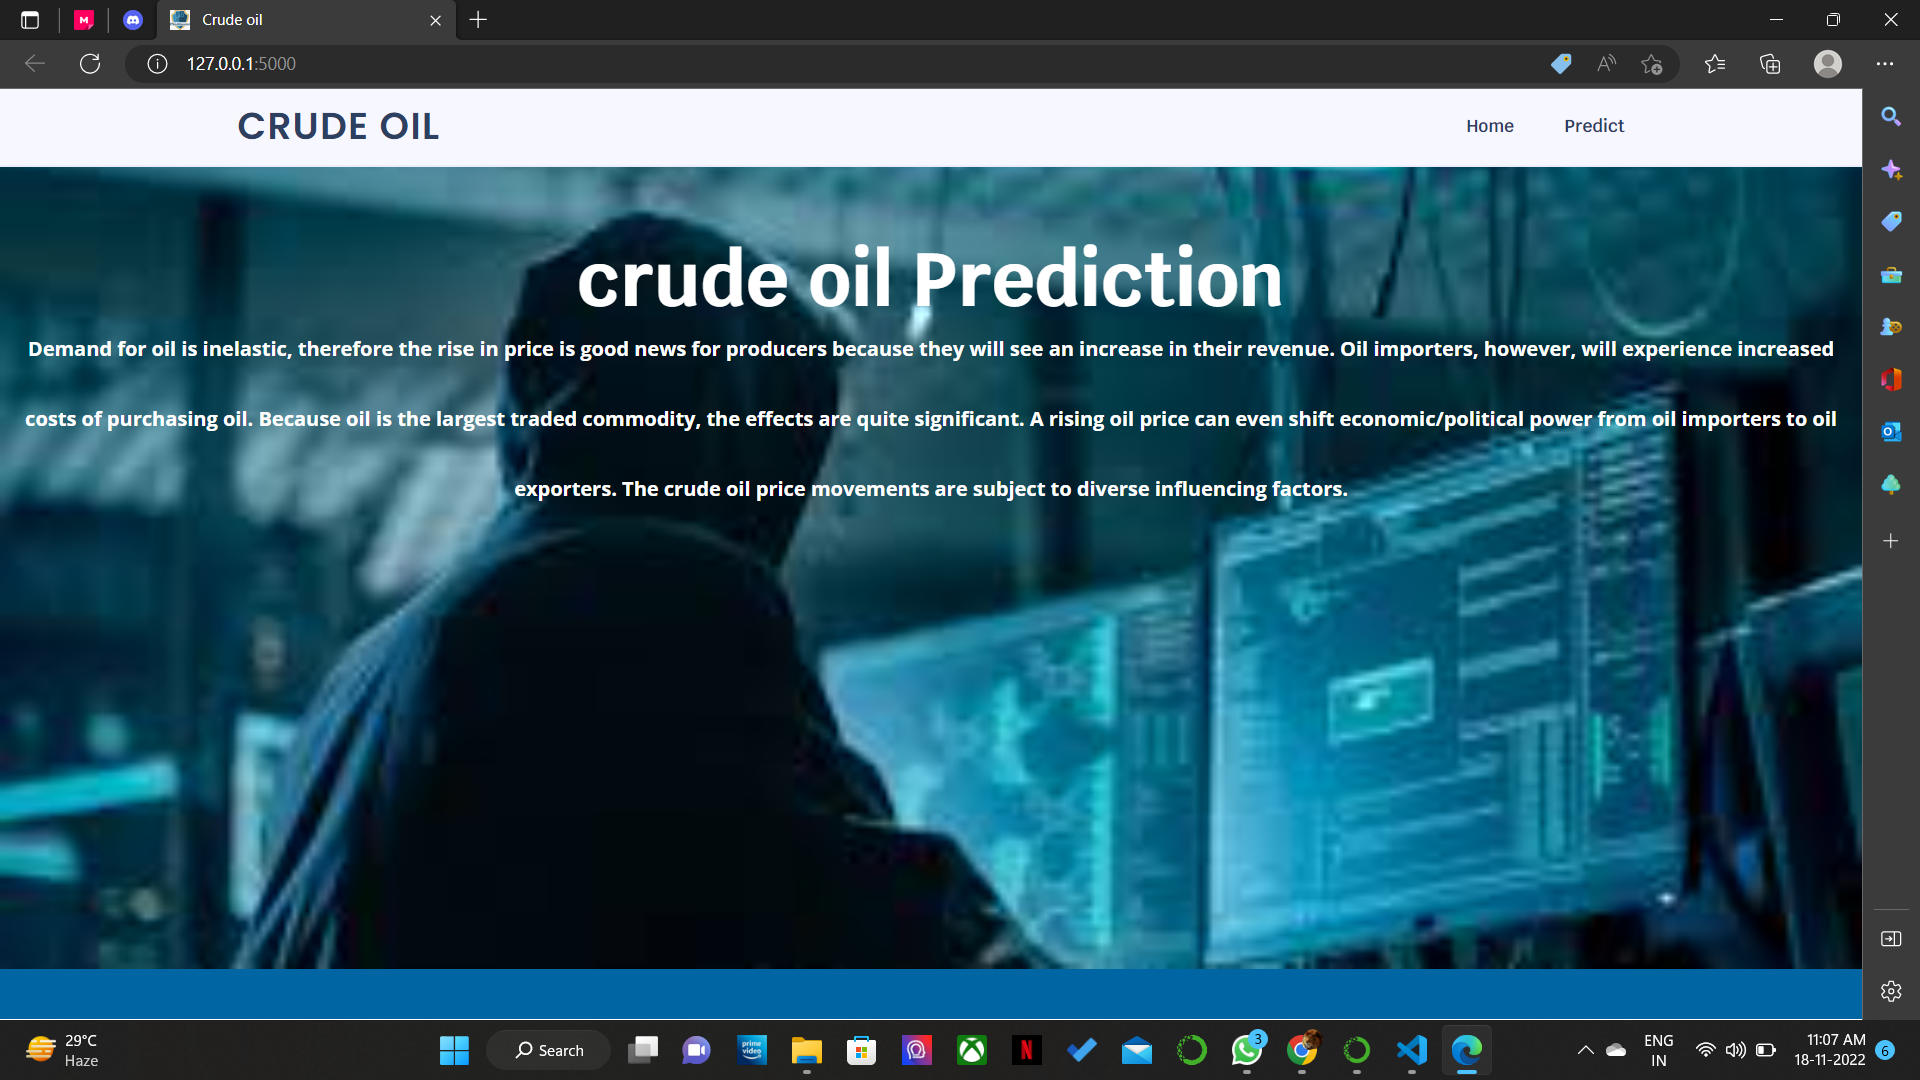 Crude oil
127.0.0.1:5000
CRUDE OIL
Home
Predict
crude oil Prediction
Demand for oil is inelastic, therefore the rise in price is good news for producers because they will see an increase in their revenue. Oil importers, however, will experience increased
costs of purchasing oil. Because oil is the largest traded commodity, the effects are quite significant. A rising oil price can even shift economic/political power from oil importers to oil
exporters. The crude oil price movements are subject to diverse influencing factors.
29°C
Haze
Search
prime
video
3
ENG
IN
11:07 AM
18-11-2022
6